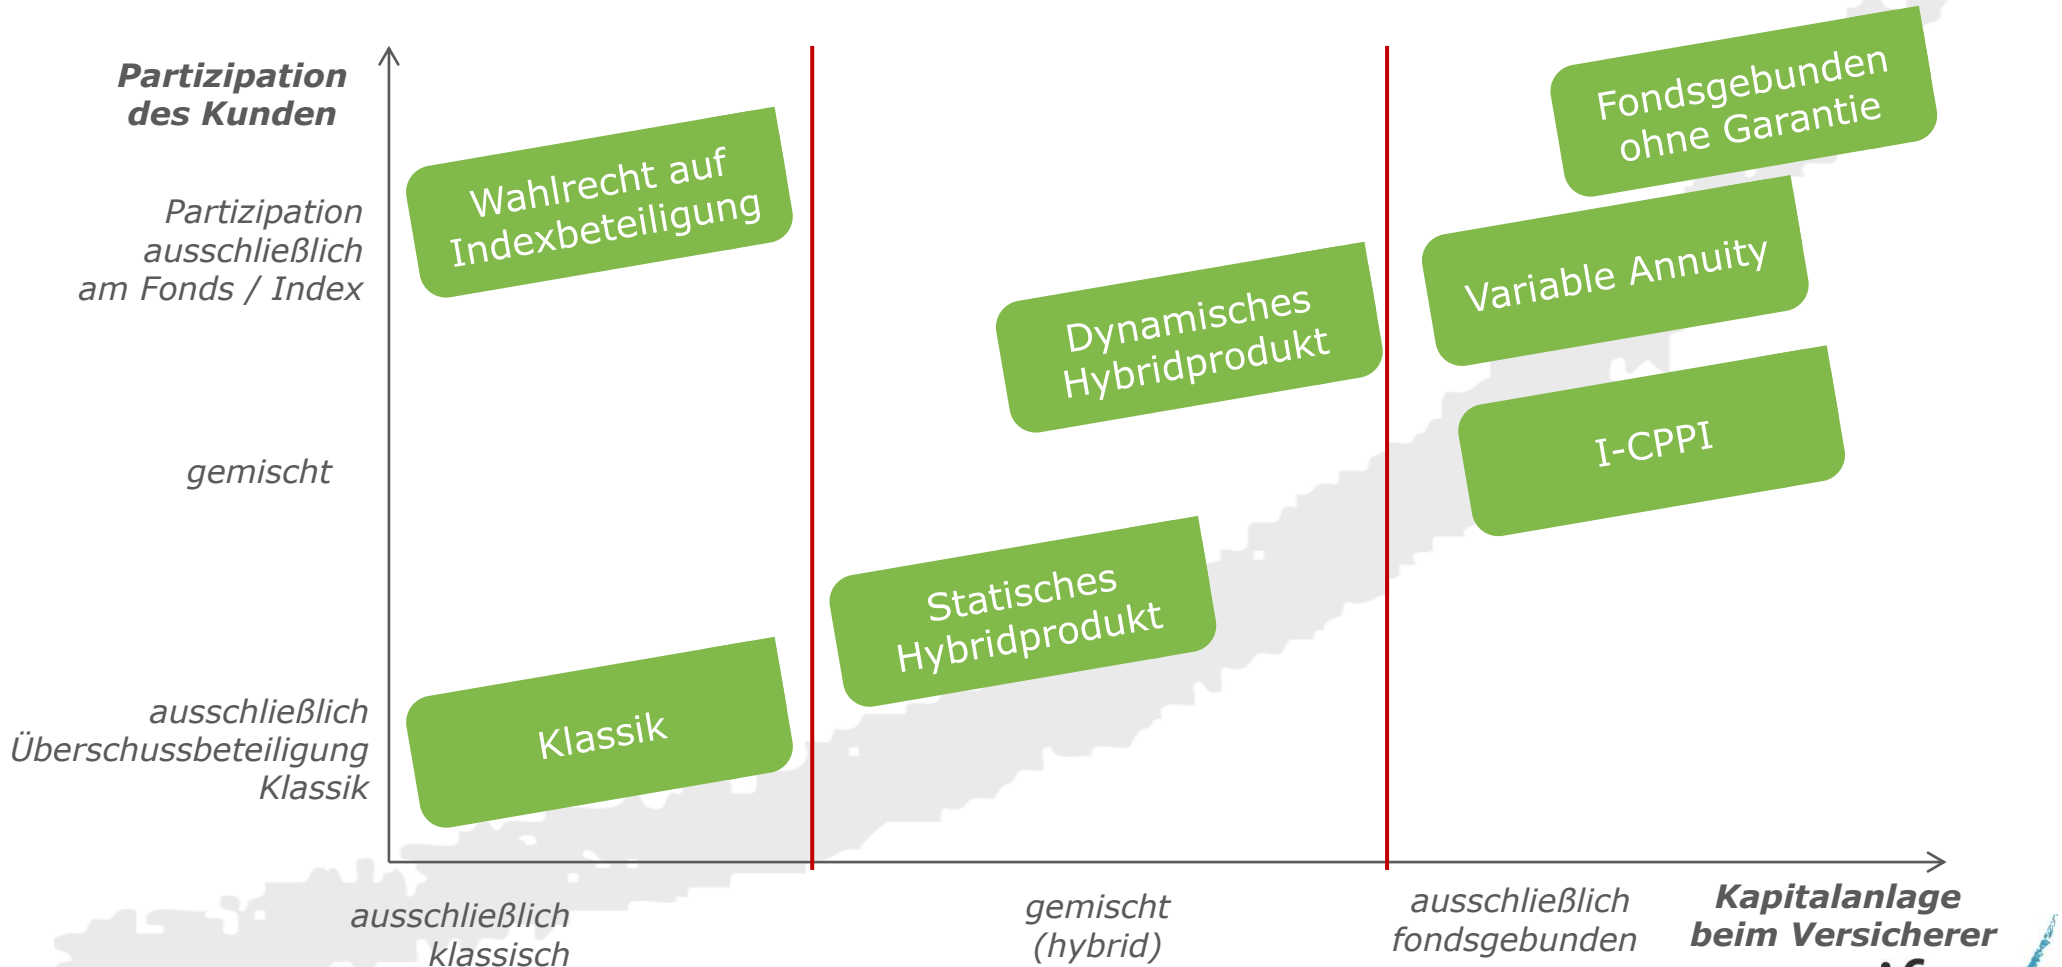 Partizipation
des Kunden
Partizipation
ausschließlich
am Fonds / Index
gemischt
ausschließlich
Überschussbeteiligung
Klassik
Wahlrecht auf
Indexbeteiligung
Klassik
Statisches
Hybridprodukt
Dynamisches
Hybridprodukt
Fondsgebunden
ohne Garantie
Variable Annuity
I-CPPI
ausschließlich
klassisch
gemischt
(hybrid)
ausschließlich
fondsgebunden
Kapitalanlage
beim Versicherer